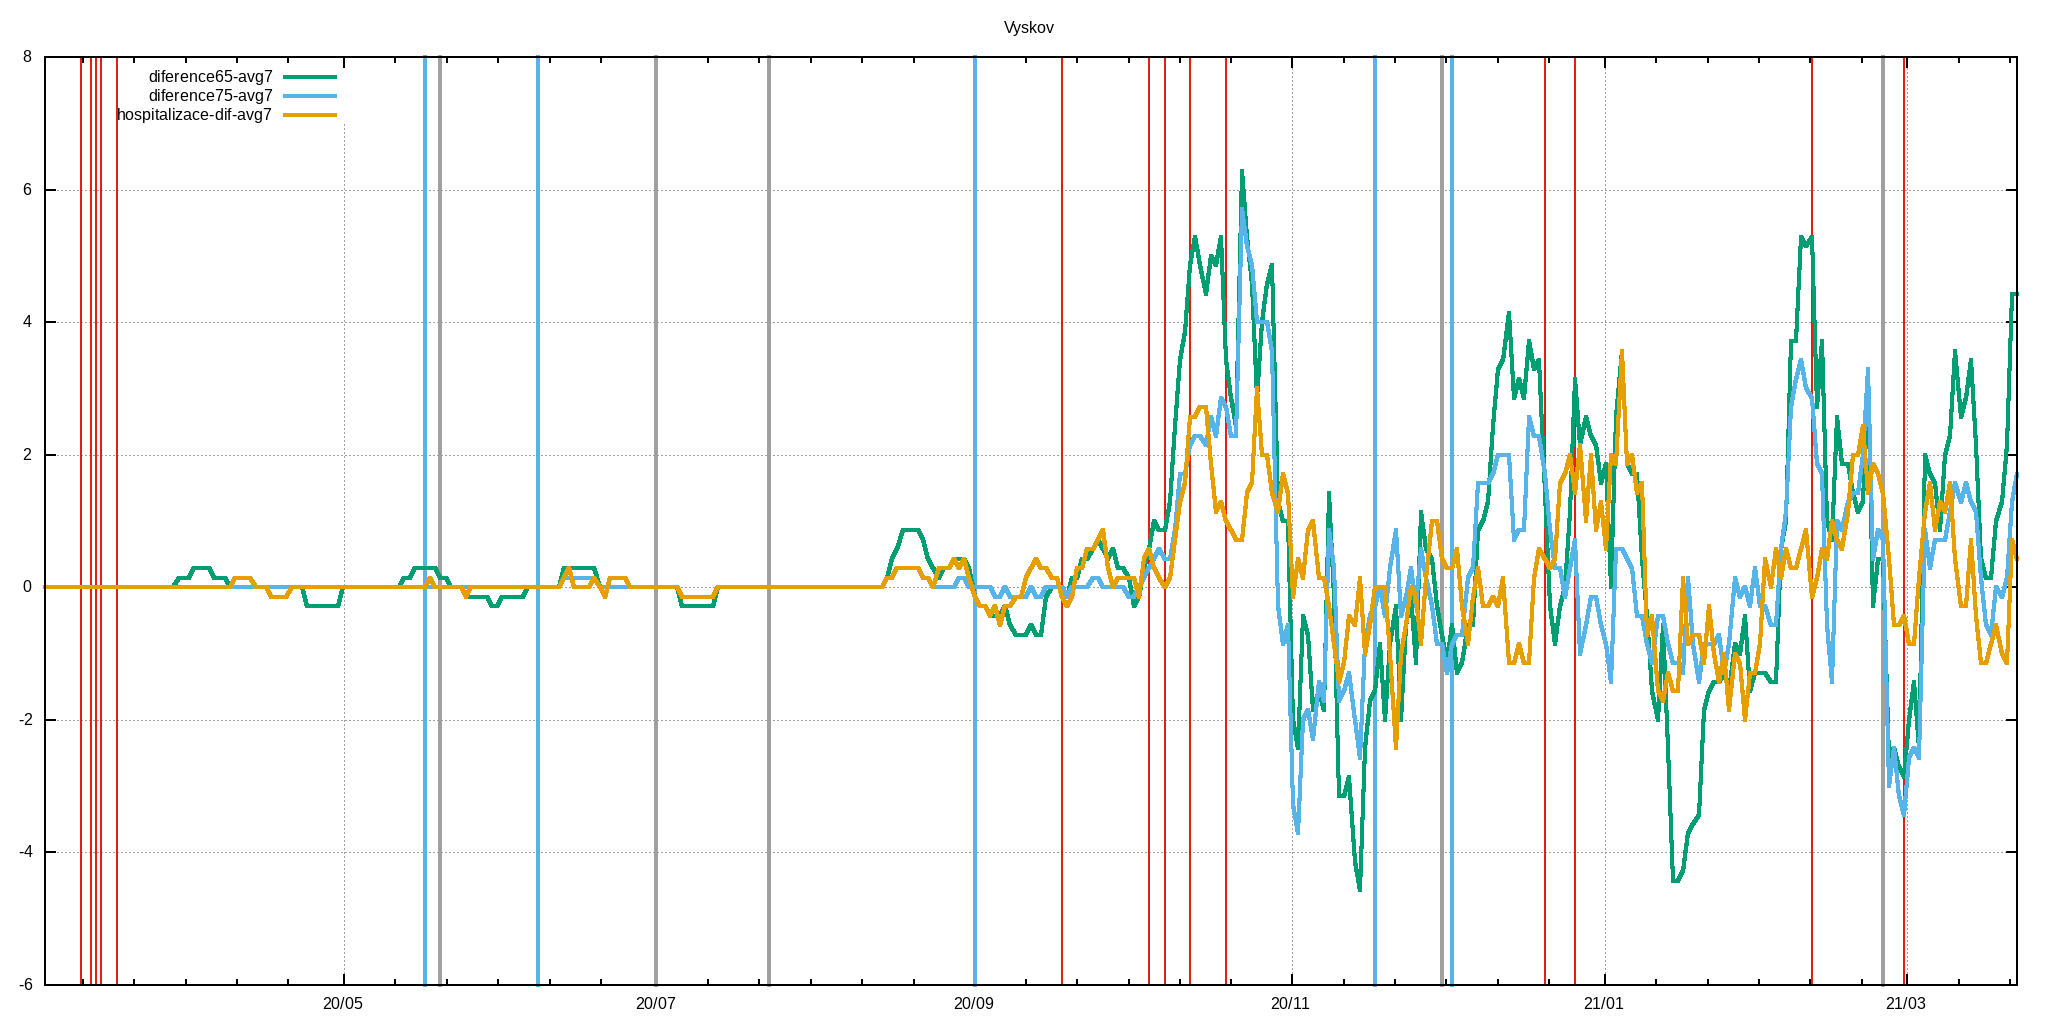 Vyskov
diference65-avg7
diference75-avg7
hospitalizace-dif-avg7
8
6
4
2
0
-2
-4
-6
20/05 20/07 20/09 20/11 21/01 21/03